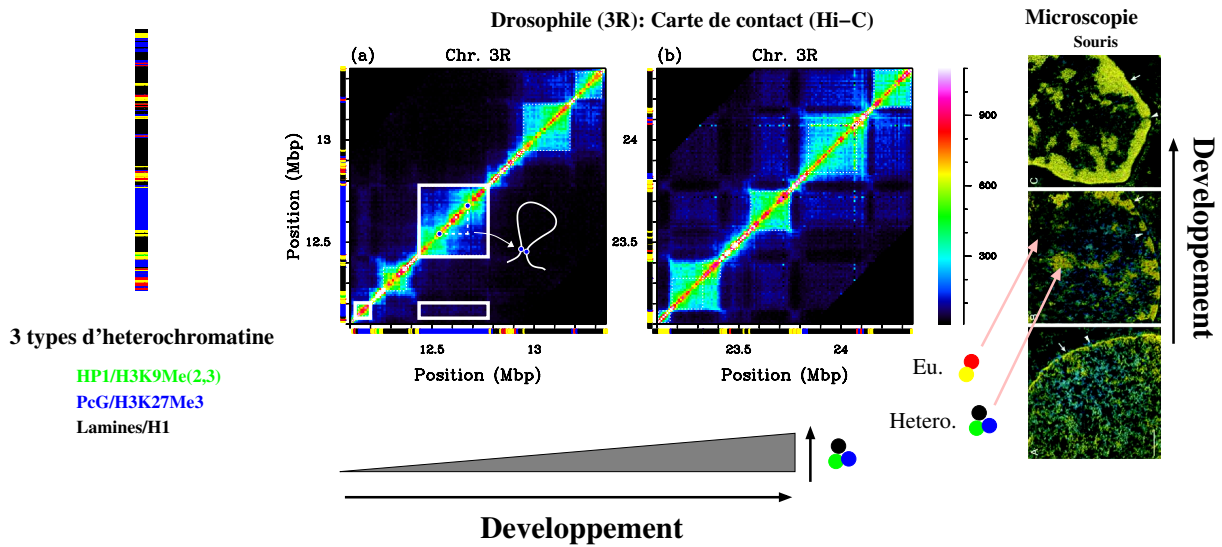 Drosophile (3R): Carte de contact (Hi−C)
Microscopie
Souris
(a) Chr. 3R
(b) Chr. 3R
Position (Mbp)
13
12.5
12.5 13
Position (Mbp)
24
23.5
23.5 24
Position (Mbp)
900
600
300
C
B
A
Developpement
3 types d'heterochromatine
HP1/H3K9Me(2,3)
PcG/H3K27Me3
Lamines/H1
Eu.
Hetero.
Developpement